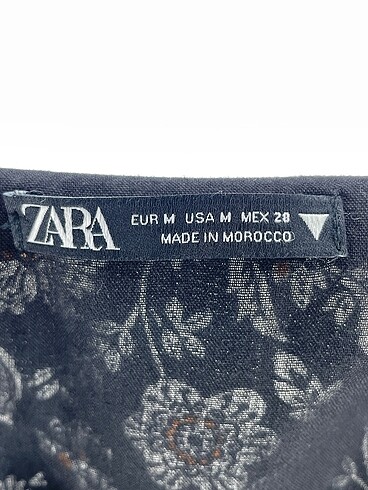 ZARA
EUR M USA M MEX 28
MADE IN MOROCCO